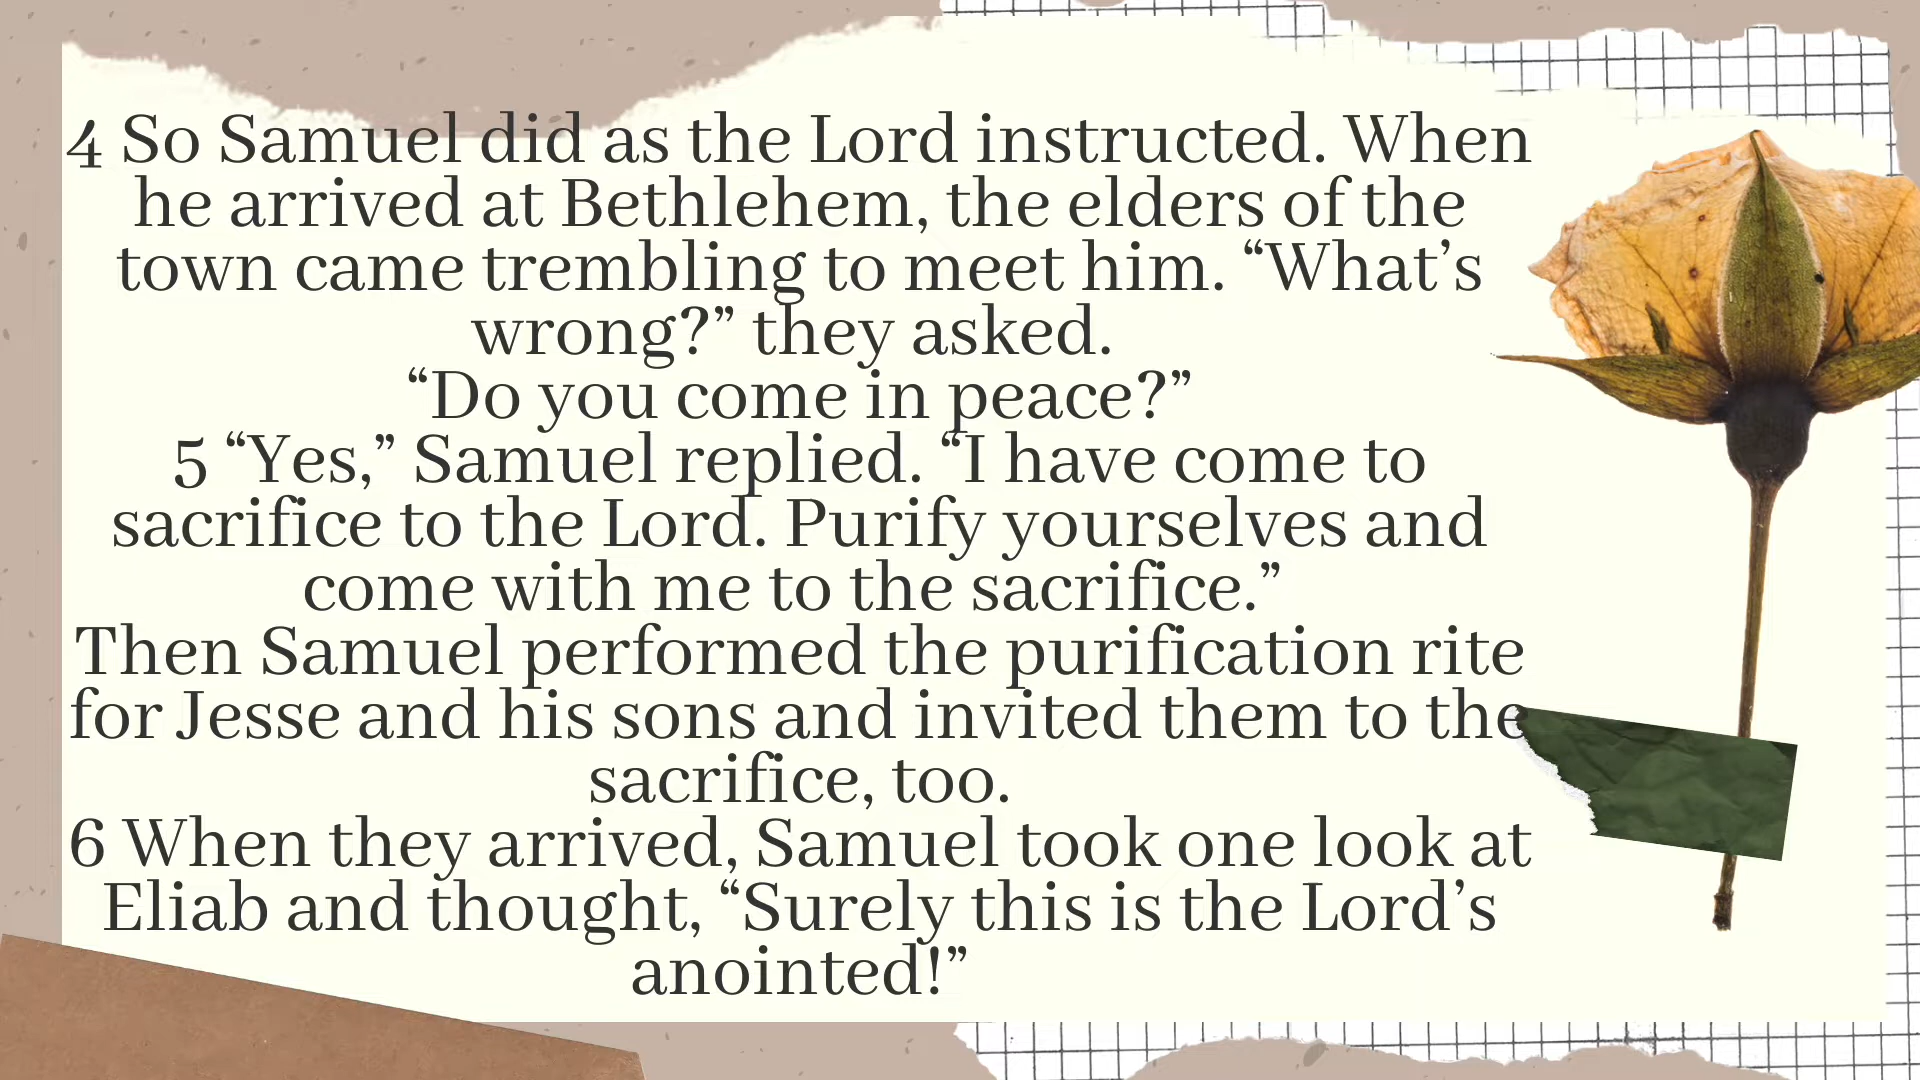 4 So Samuel did as the Lord instructed. When
he arrived at Bethlehem, the elders of the
town came trembling to meet him. “What’s
wrong?” they asked.
“Do you come in peace?”
5 “Yes,” Samuel replied. “I have come to
sacrifice to the Lord. Purify yourselves and
come with me to the sacrifice.”
Then Samuel performed the purification rite
for Jesse and his sons and invited them to the
sacrifice, too.
6 When they arrived, Samuel took one look at
Eliab and thought, “Surely this is the Lord’s
anointed!”